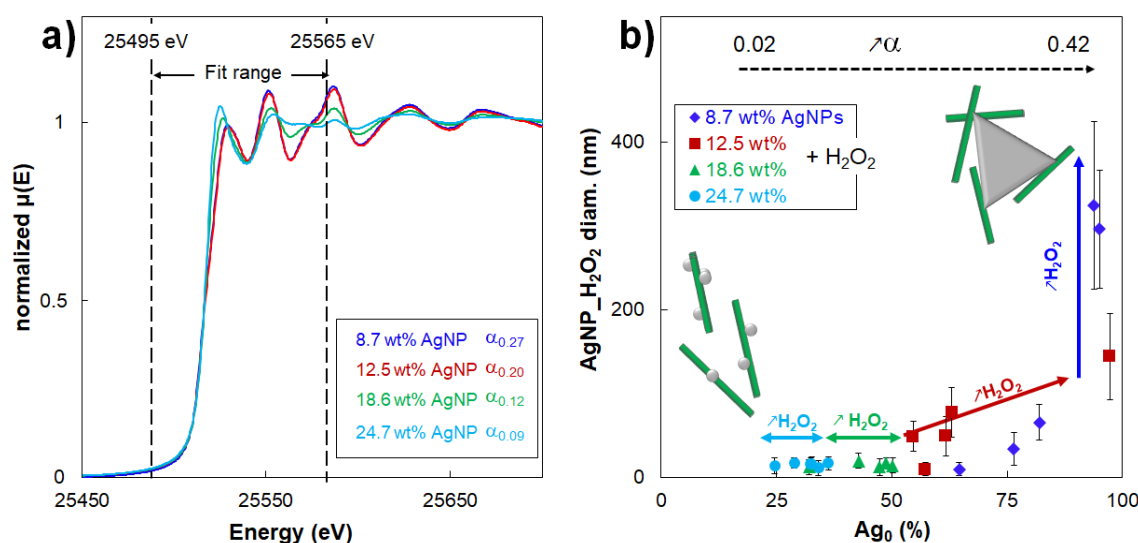 a)
25495 eV
25565 eV
Fit range
1
0.5
0
normalized µ(E)
8.7 wt% AgNP α0.27
12.5 wt% AgNP α0.20
18.6 wt% AgNP α0.12
24.7 wt% AgNP α0.09
25450
25550
25650
Energy (eV)
b)
0.02
↗α
0.42
8.7 wt% AgNPs
12.5 wt%
18.6 wt%
24.7 wt%
+ H₂O₂
400
200
0
AgNP_H₂O₂ diam. (nm)
↗H₂O₂
↗H₂O₂
↗H₂O₂
↗ H₂O₂
0
25
50
75
100
Ag₀ (%)